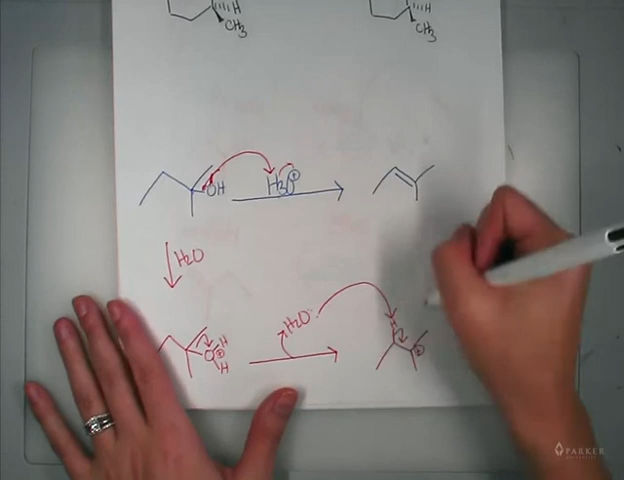 H H
CH3 CH3
OH H3O⊕
H2O
H2O:
O⊕ H H H ⊕
PARKER